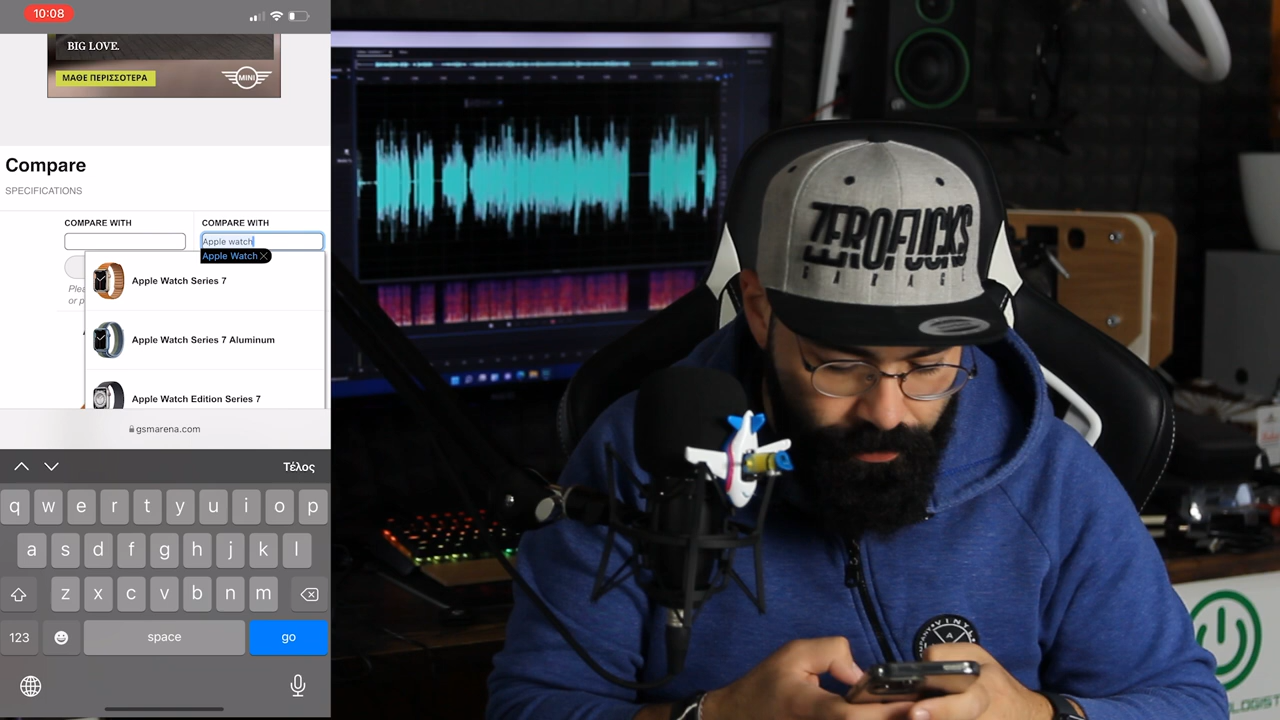 10:08
BIG LOVE.
ΜΑΘΕ ΠΕΡΙΣΣΟΤΕΡΑ
MINI
Compare
SPECIFICATIONS
COMPARE WITH
COMPARE WITH
Apple watch
Apple Watch
Apple Watch Series 7
Apple Watch Series 7 Aluminum
Apple Watch Edition Series 7
gsmarena.com
Τέλος
q w e r t y u i o p
a s d f g h j k l
z x c v b n m
123
space
go
ZEROFUCKS
GARAGE
VINYL
A